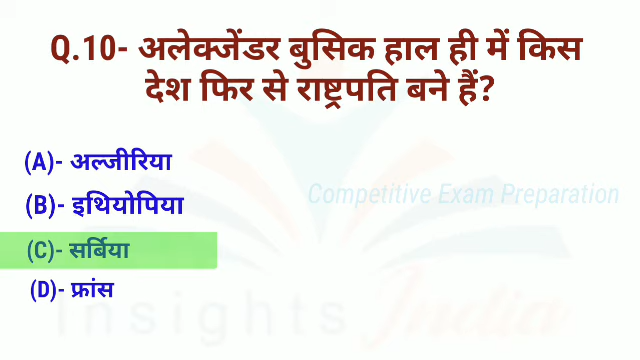 Q.10- अलेक्जेंडर बुसिक हाल ही में किस
देश फिर से राष्ट्रपति बने हैं?
(A)- अल्जीरिया
(B)- इथियोपिया
Competitive Exam Preparation
(C)- सर्बिया
(D)- फ्रांस
Insights India